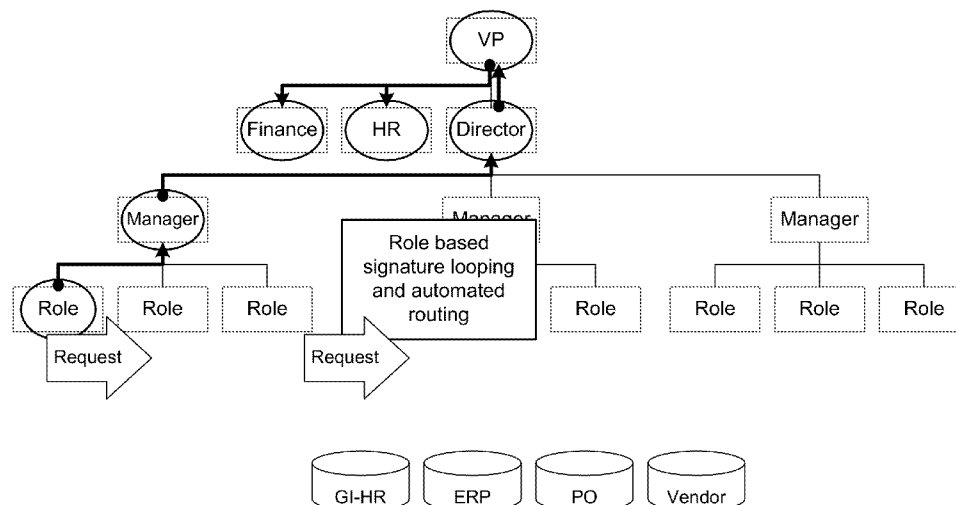 VP
Finance
HR
Director
Manager
Manager
Manager
Role based
signature looping
and automated
routing
Role
Role
Role
Role
Role
Role
Role
Request
Request
GI-HR
ERP
PO
Vendor